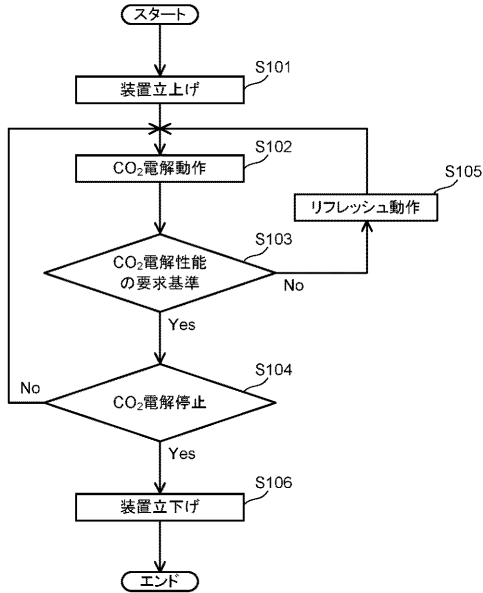 スタート
S101
装置立上げ
S102
CO₂電解動作
S105
リフレッシュ動作
S103
CO₂電解性能
の要求基準
No
Yes
S104
No
CO₂電解停止
Yes
S106
装置立下げ
エンド